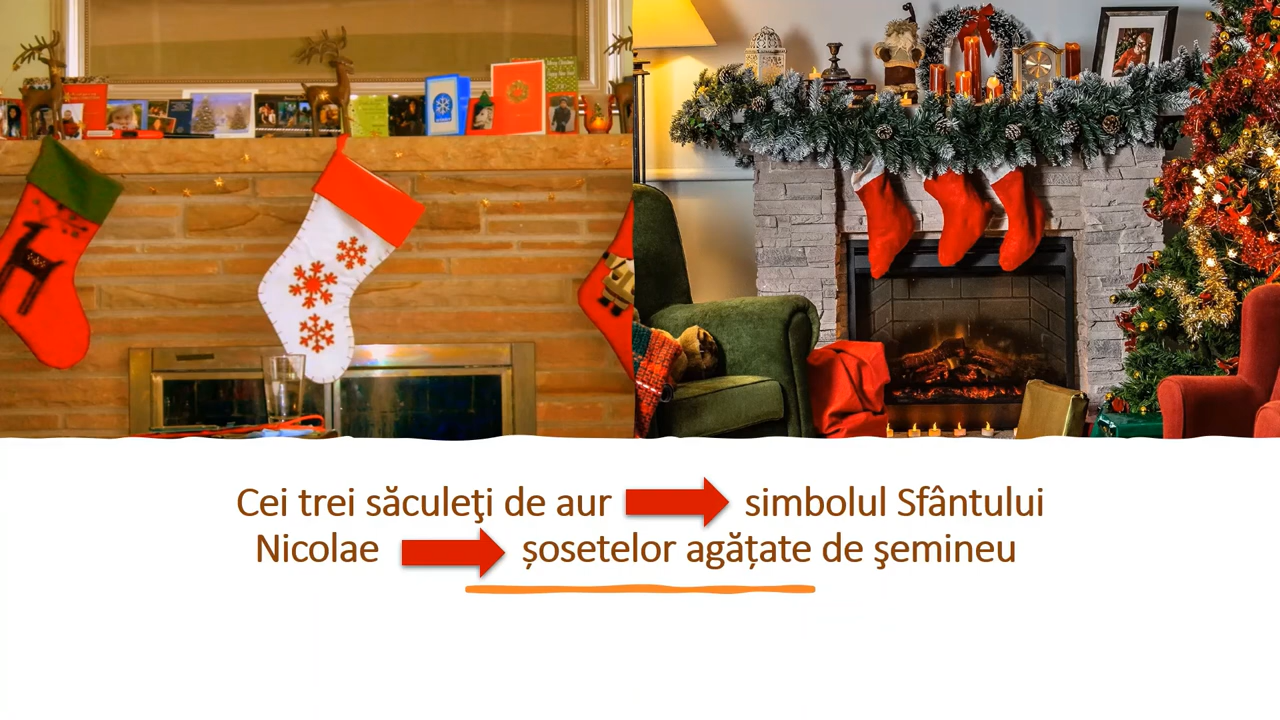 Cei trei săculeţi de aur simbolul Sfântului
Nicolae șosetelor agățate de şemineu